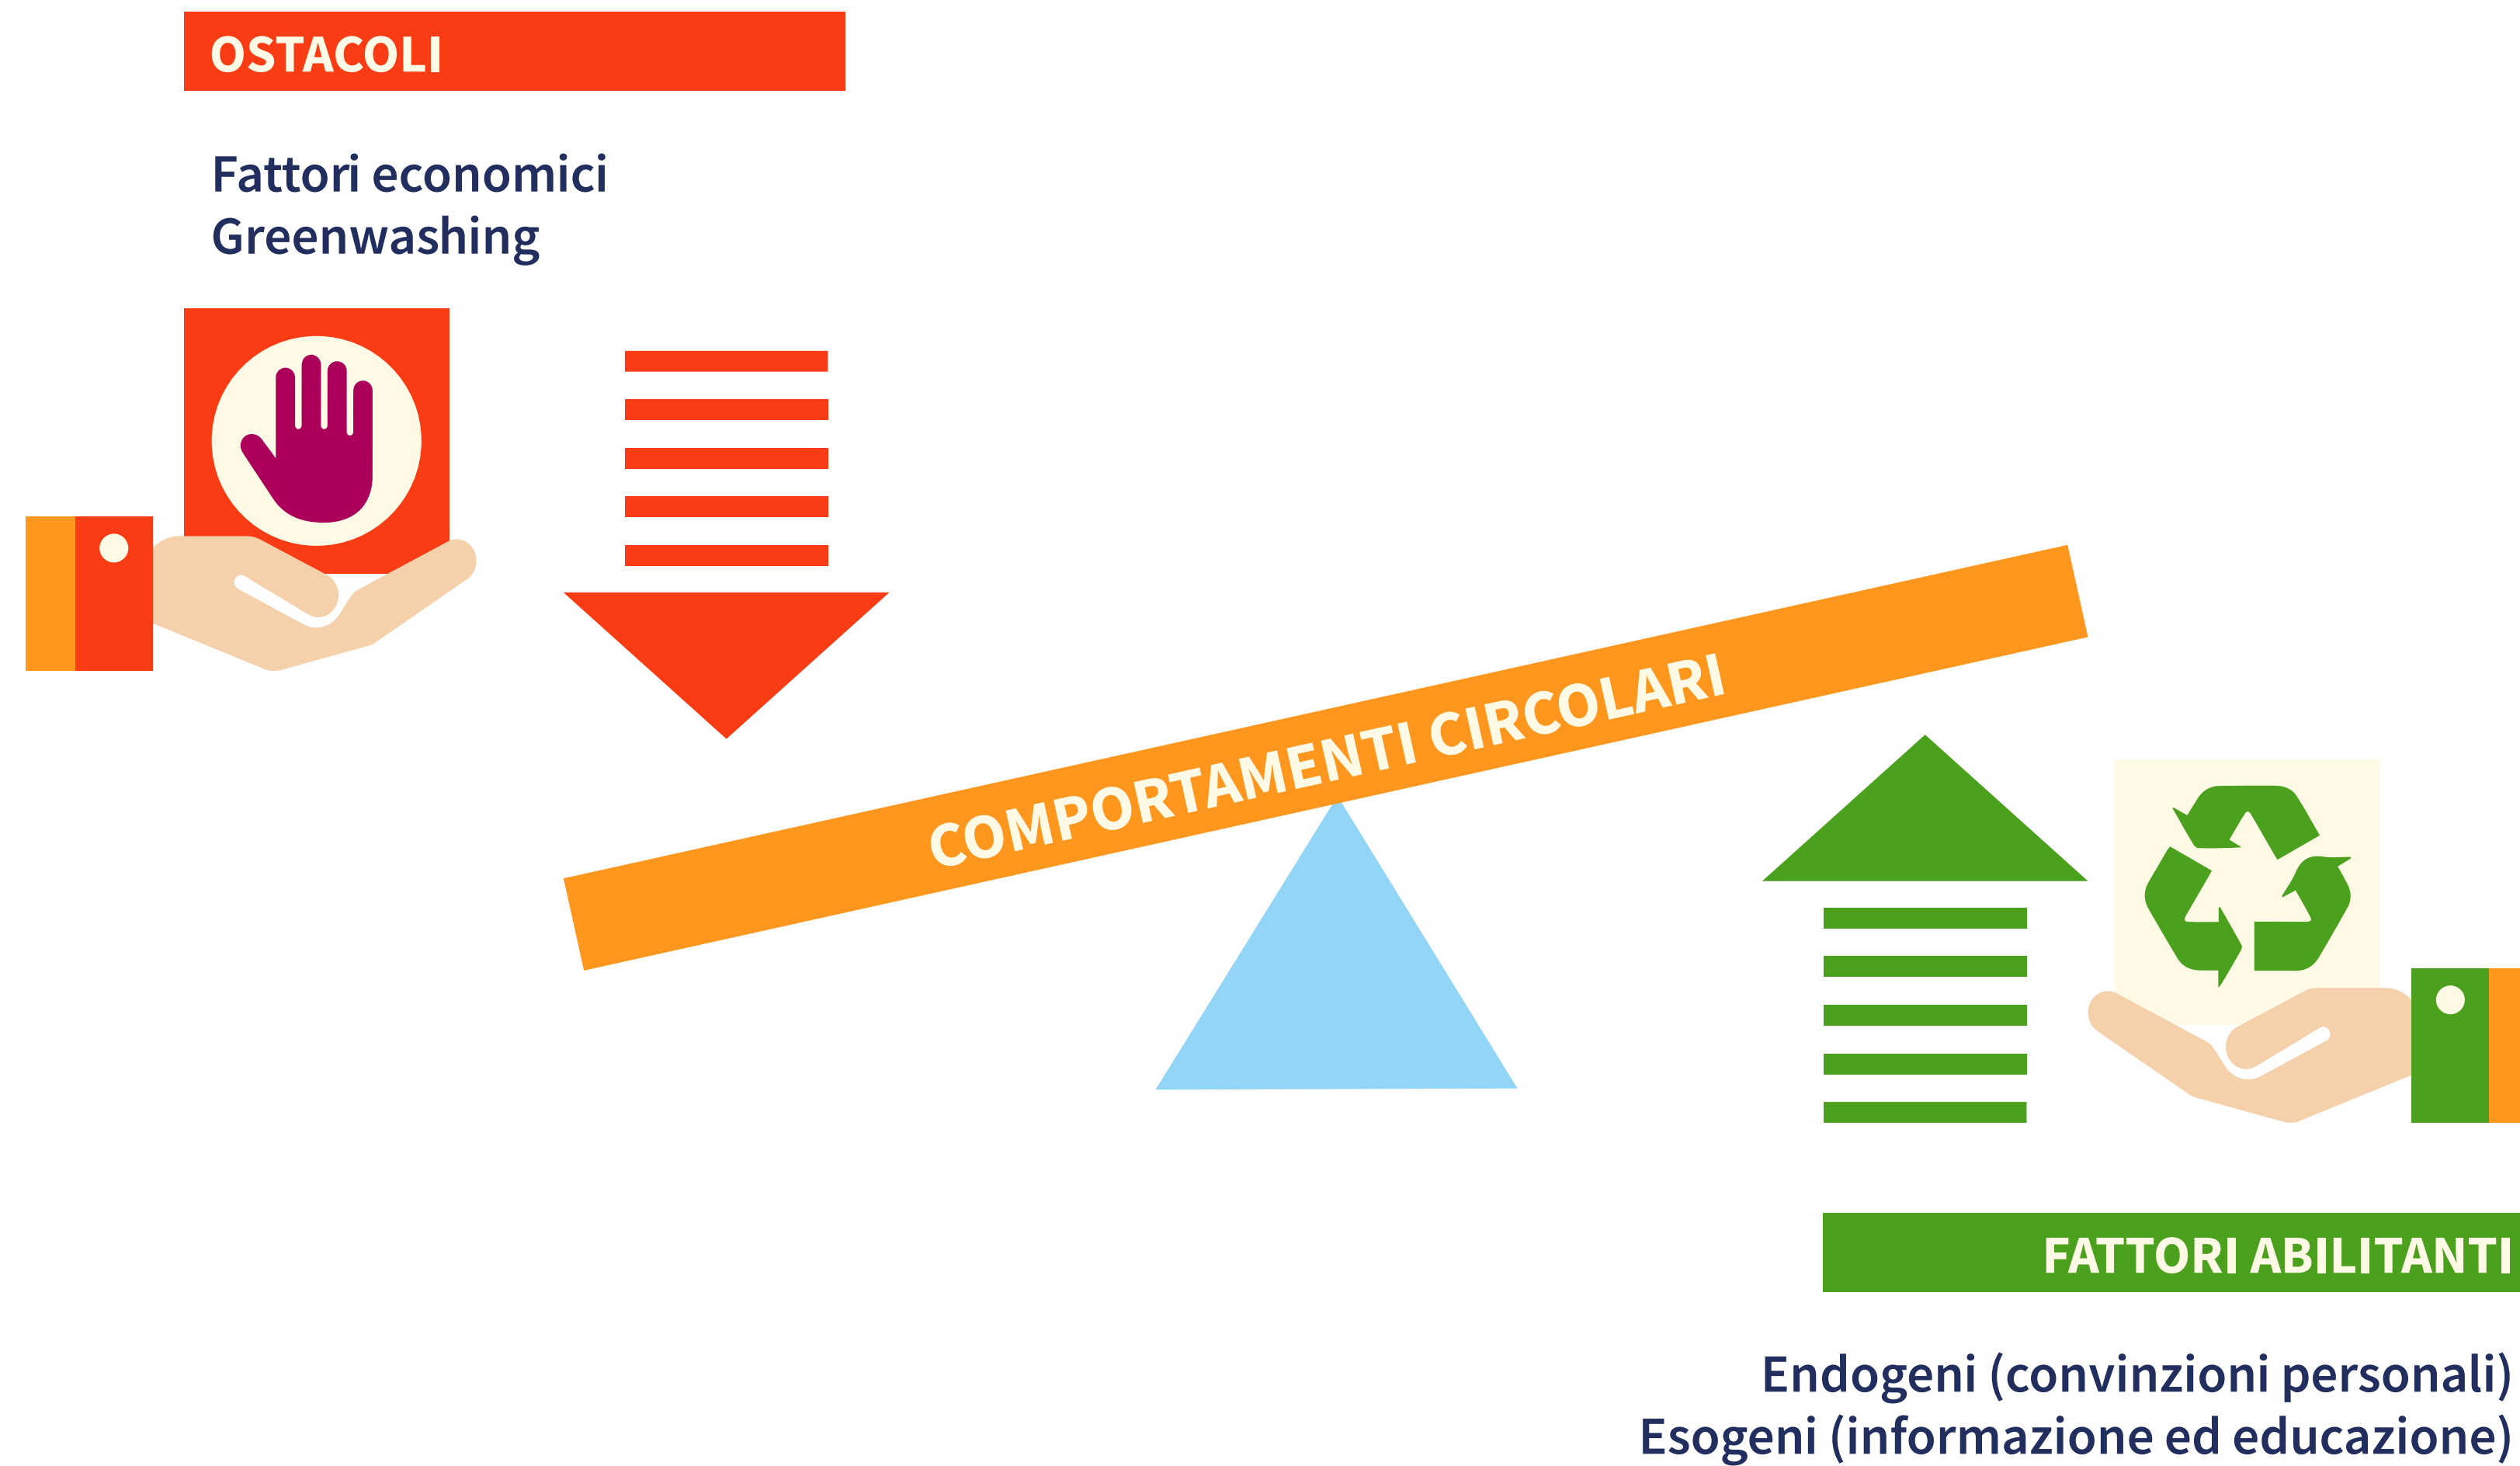 OSTACOLI
Fattori economici
Greenwashing
COMPORTAMENTI CIRCOLARI
FATTORI ABILITANTI
Endogeni (convinzioni personali)
Esogeni (informazione ed educazione)